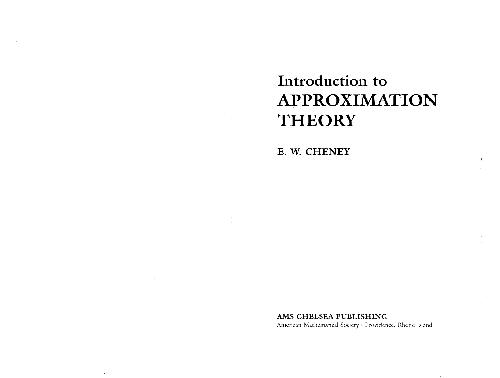 Introduction to
APPROXIMATION
THEORY
E. W. CHENEY
AMS CHELSEA PUBLISHING
American Mathematical Society · Providence, Rhode Island